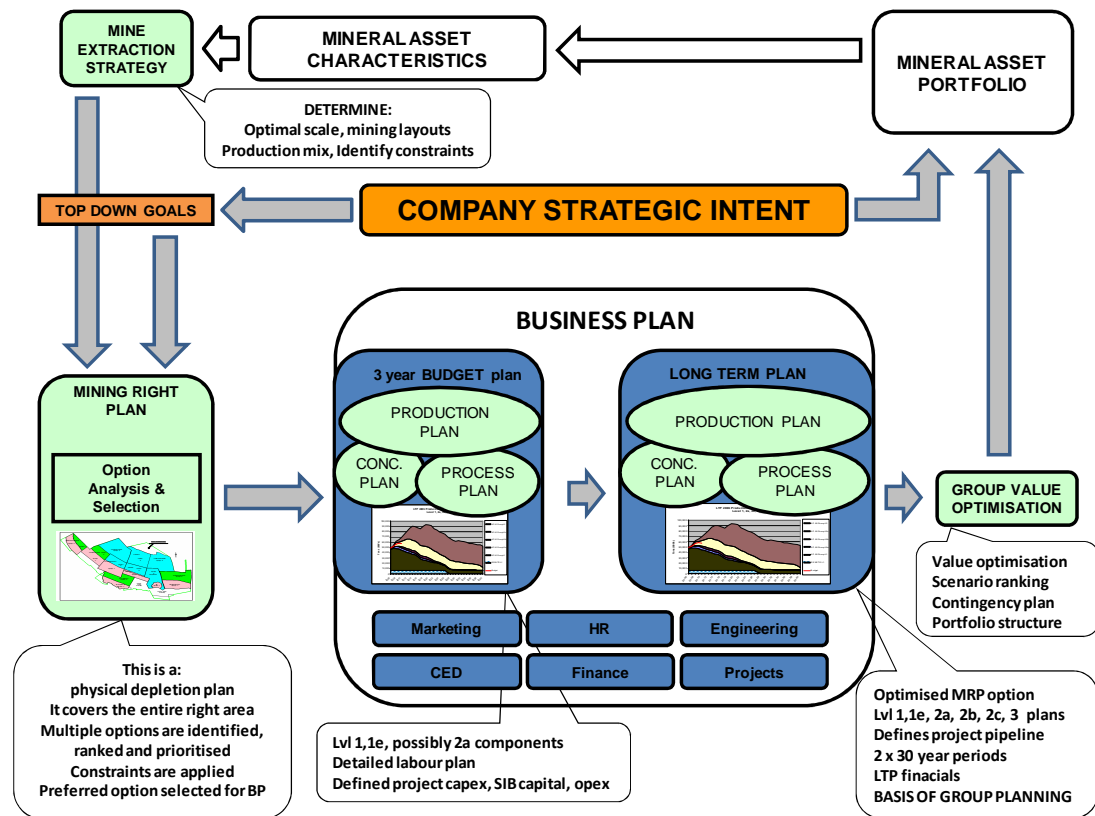 MINE
EXTRACTION
STRATEGY
MINERAL ASSET
CHARACTERISTICS
MINERAL ASSET
PORTFOLIO
DETERMINE:
Optimal scale, mining layouts
Production mix, Identify constraints
TOP DOWN GOALS
COMPANY STRATEGIC INTENT
BUSINESS PLAN
MINING RIGHT
PLAN
Option
Analysis &
Selection
3 year BUDGET plan
PRODUCTION
PLAN
CONC.
PLAN
PROCESS
PLAN
LONG TERM PLAN
PRODUCTION PLAN
CONC.
PLAN
PROCESS
PLAN
GROUP VALUE
OPTIMISATION
Value optimisation
Scenario ranking
Contingency plan
Portfolio structure
Marketing
HR
Engineering
CED
Finance
Projects
This is a:
physical depletion plan
It covers the entire right area
Multiple options are identified,
ranked and prioritised
Constraints are applied
Preferred option selected for BP
Lvl 1,1e, possibly 2a components
Detailed labour plan
Defined project capex, SIB capital, opex
Optimised MRP option
Lvl 1,1e, 2a, 2b, 2c, 3 plans
Defines project pipeline
2 x 30 year periods
LTP finacials
BASIS OF GROUP PLANNING